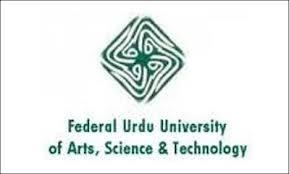 Federal Urdu University
of Arts, Science & Technology